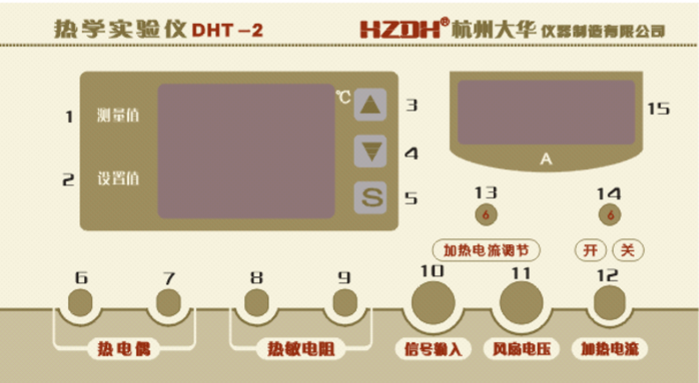 热学实验仪 DHT-2
HZDH® 杭州大华 仪器制造有限公司
1 测量值
℃
3
2 设置值
4
S 5
15
A
13
14
6
6
加热电流调节
开 关
6 7 8 9 10 11 12
热电偶 热敏电阻 信号输入 风扇电压 加热电流